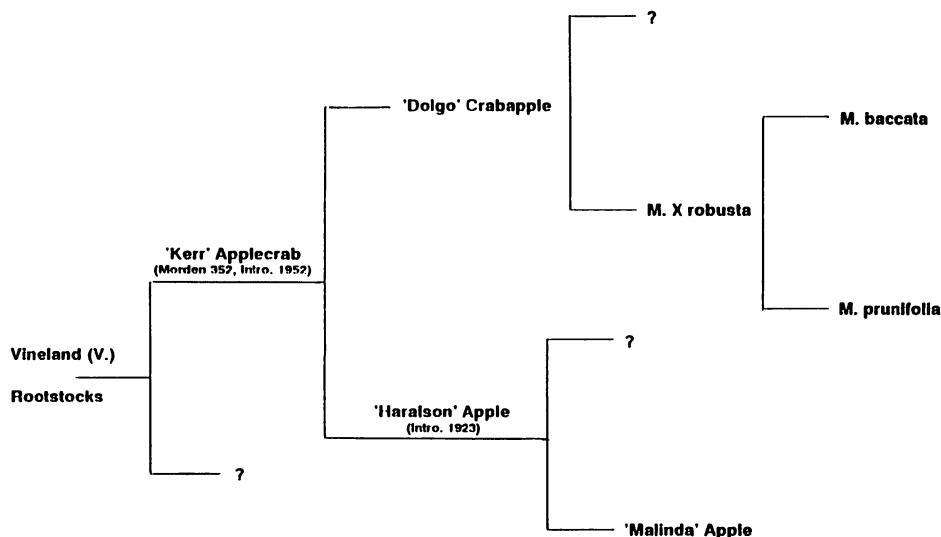 ?
'Dolgo' Crabapple
M. baccata
M. X robusta
'Kerr' Applecrab
(Morden 352, Intro. 1952)
M. prunifolia
?
Vineland (V.)
Rootstocks
'Haralson' Apple
(Intro. 1923)
?
'Malinda' Apple